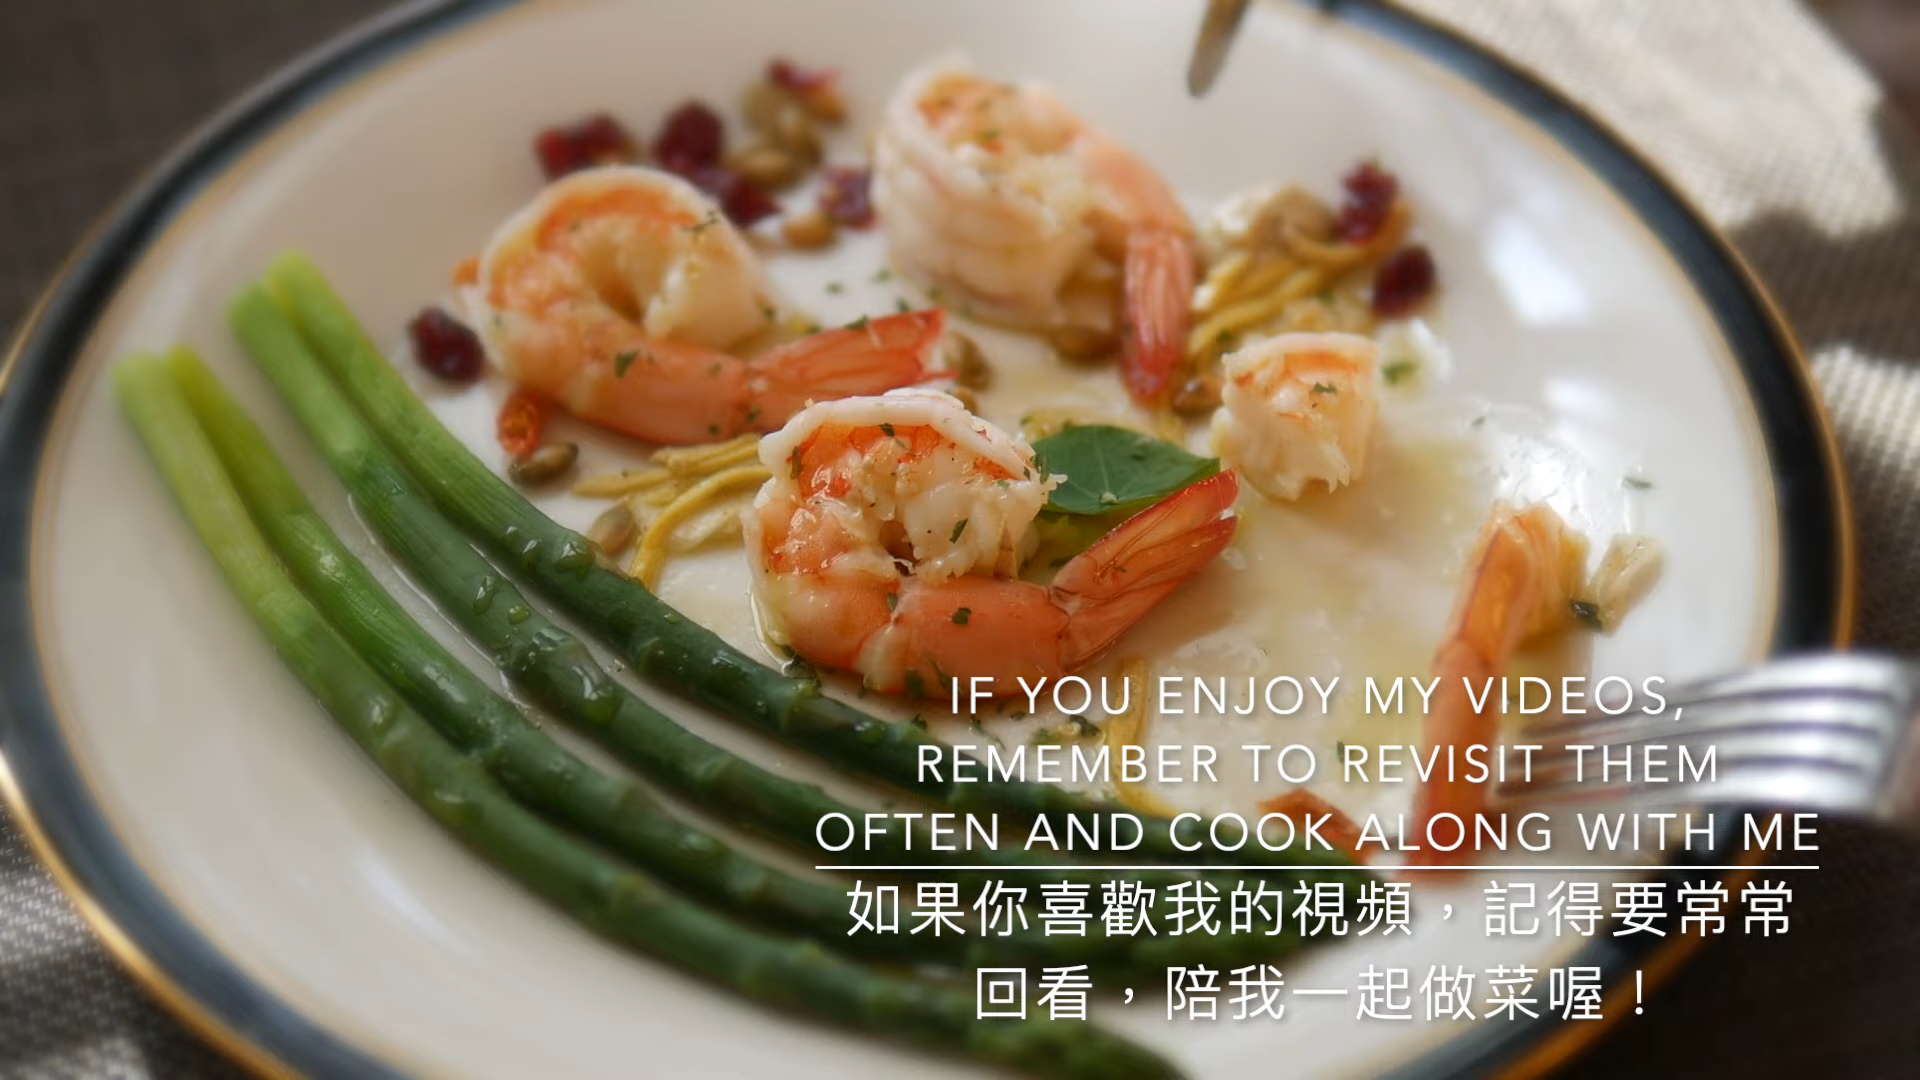 IF YOU ENJOY MY VIDEOS,
REMEMBER TO REVISIT THEM
OFTEN AND COOK ALONG WITH ME
如果你喜歡我的視頻，記得要常常
回看，陪我一起做菜喔！